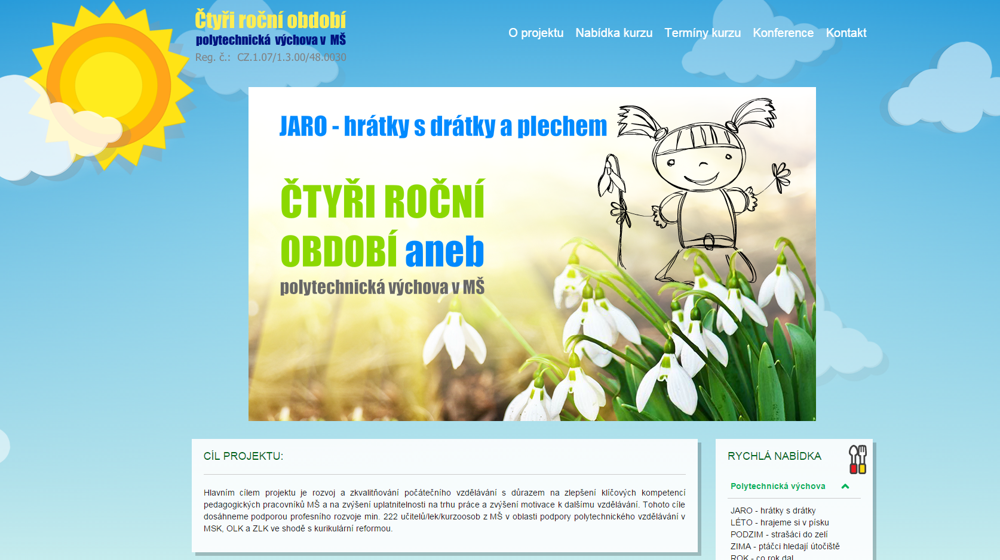 Čtyři roční období
polytechnická výchova v MŠ
Reg. č.: CZ.1.07/1.3.00/48.0030
O projektu Nabídka kurzu Termíny kurzu Konference Kontakt
JARO - hrátky s drátky a plechem
ČTYŘI ROČNÍ
OBDOBÍ aneb
polytechnická výchova v MŠ
CÍL PROJEKTU:
Hlavním cílem projektu je rozvoj a zkvalitňování počátečního vzdělávání s důrazem na zlepšení klíčových kompetencí
pedagogických pracovníků MŠ a na zvýšení uplatnitelnosti na trhu práce a zvýšení motivace k dalšímu vzdělávání. Tohoto cíle
dosáhneme podporou profesního rozvoje min. 222 učitelů/lek/kurzoosob z MŠ v oblasti podpory polytechnického vzdělávání v
MSK, OLK a ZLK ve shodě s kurikulární reformou.
RYCHLÁ NABÍDKA
Polytechnická výchova
JARO - hrátky s drátky
LÉTO - hrajeme si v písku
PODZIM - strašáci do zelí
ZIMA - ptáčci hledají útočiště
ROK - co rok dal